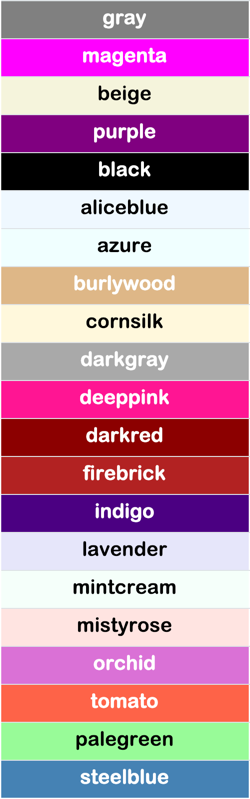 gray
magenta
beige
purple
black
aliceblue
azure
burlywood
cornsilk
darkgray
deeppink
darkred
firebrick
indigo
lavender
mintcream
mistyrose
orchid
tomato
palegreen
steelblue